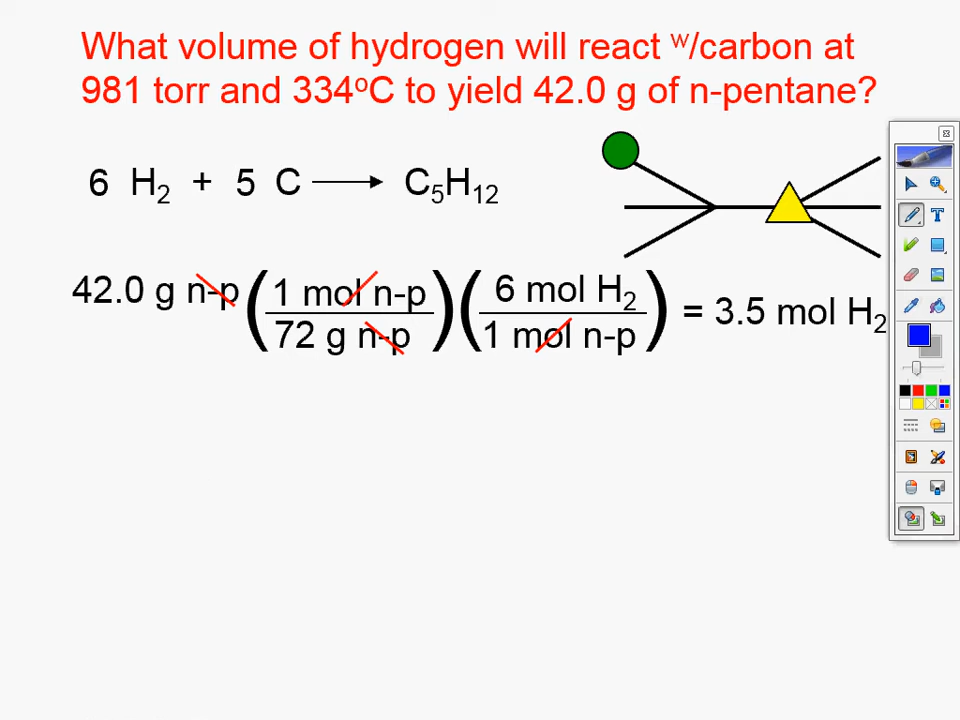 What volume of hydrogen will react w/carbon at
981 torr and 334°C to yield 42.0 g of n-pentane?
6 H₂ + 5 C ⟶ C₅H₁₂
42.0 g n-p (1 mol n-p / 72 g n-p) (6 mol H₂ / 1 mol n-p) = 3.5 mol H₂